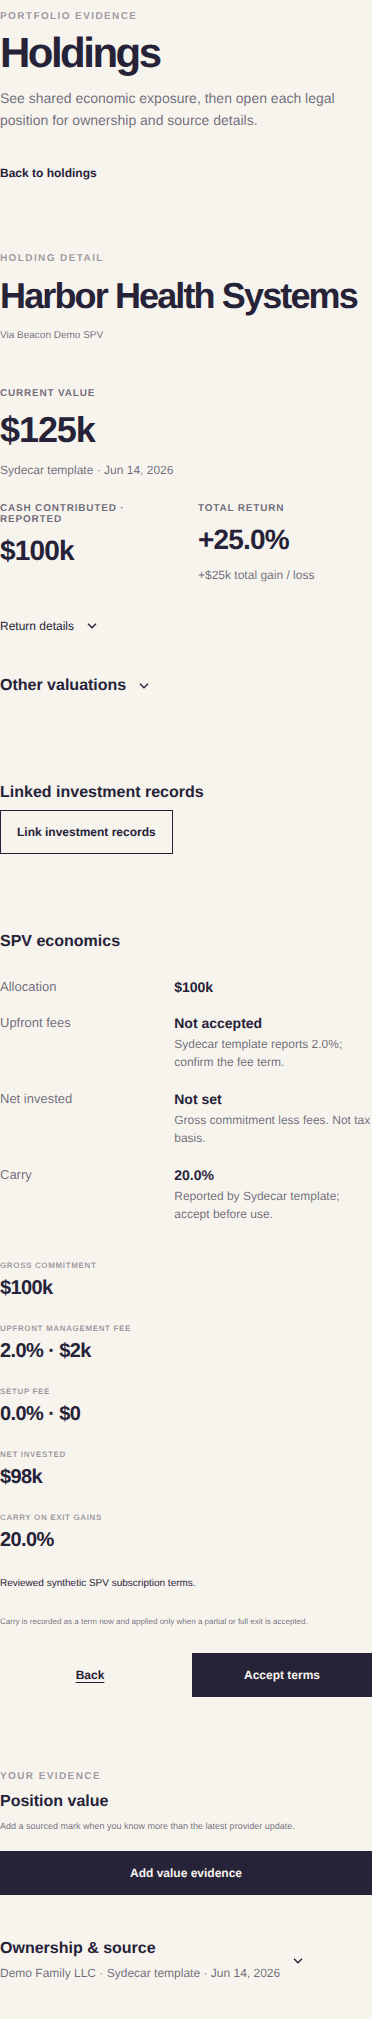 PORTFOLIO EVIDENCE
Holdings
See shared economic exposure, then open each legal
position for ownership and source details.
Back to holdings
HOLDING DETAIL
Harbor Health Systems
Via Beacon Demo SPV
CURRENT VALUE
$125k
Sydecar template · Jun 14, 2026
CASH CONTRIBUTED ·
REPORTED
$100k
TOTAL RETURN
+25.0%
+$25k total gain / loss
Return details
Other valuations
Linked investment records
Link investment records
SPV economics
Allocation
$100k
Upfront fees
Not accepted
Sydecar template reports 2.0%;
confirm the fee term.
Net invested
Not set
Gross commitment less fees. Not tax
basis.
Carry
20.0%
Reported by Sydecar template;
accept before use.
GROSS COMMITMENT
$100k
UPFRONT MANAGEMENT FEE
2.0% · $2k
SETUP FEE
0.0% · $0
NET INVESTED
$98k
CARRY ON EXIT GAINS
20.0%
Reviewed synthetic SPV subscription terms.
Carry is recorded as a term now and applied only when a partial or full exit is accepted.
Back
Accept terms
YOUR EVIDENCE
Position value
Add a sourced mark when you know more than the latest provider update.
Add value evidence
Ownership & source
Demo Family LLC · Sydecar template · Jun 14, 2026